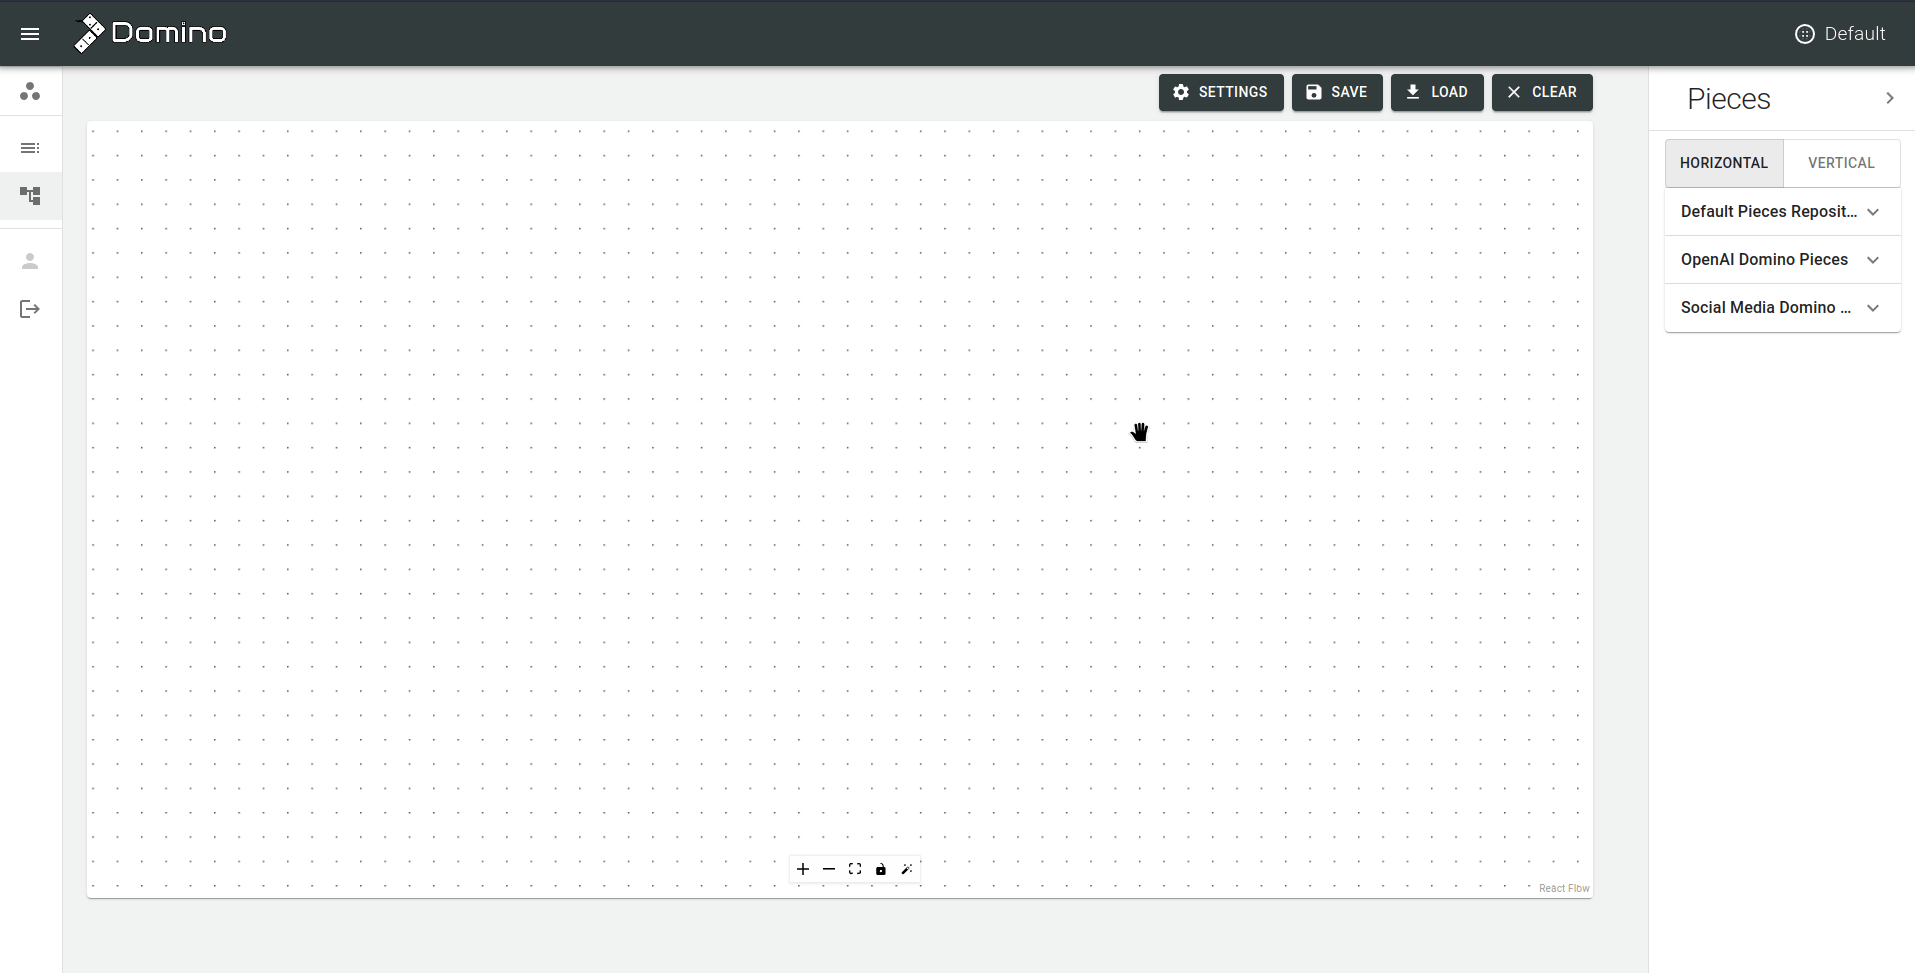 Domino
Default
SETTINGS
SAVE
LOAD
CLEAR
Pieces
HORIZONTAL
VERTICAL
Default Pieces Reposit...
OpenAI Domino Pieces
Social Media Domino ...
React Flow